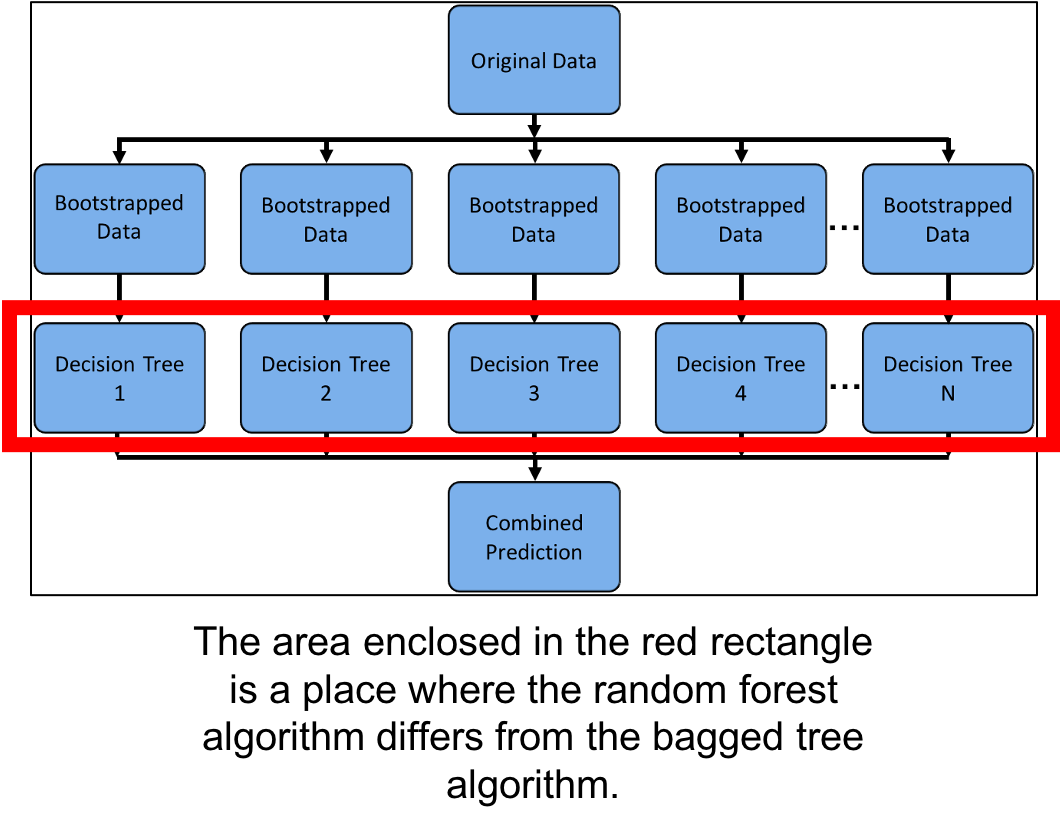 Original Data
Bootstrapped
Data
Bootstrapped
Data
Bootstrapped
Data
Bootstrapped
Data
...
Bootstrapped
Data
Decision Tree
1
Decision Tree
2
Decision Tree
3
Decision Tree
4
...
Decision Tree
N
Combined
Prediction
The area enclosed in the red rectangle
is a place where the random forest
algorithm differs from the bagged tree
algorithm.